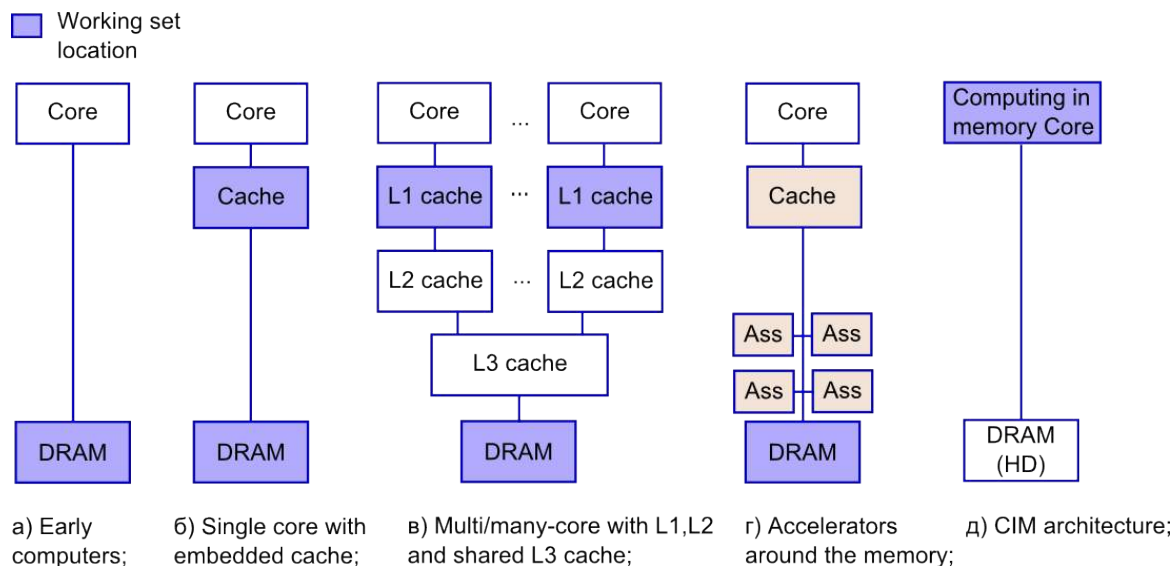 Working set
location
Core
Core
Core
...
Core
Core
Computing in
memory Core
Cache
L1 cache
...
L1 cache
Cache
L2 cache
...
L2 cache
Ass
Ass
L3 cache
Ass
Ass
DRAM
DRAM
DRAM
DRAM
DRAM
(HD)
а) Early
computers;
б) Single core with
embedded cache;
в) Multi/many-core with L1,L2
and shared L3 cache;
г) Accelerators
around the memory;
д) CIM architecture;